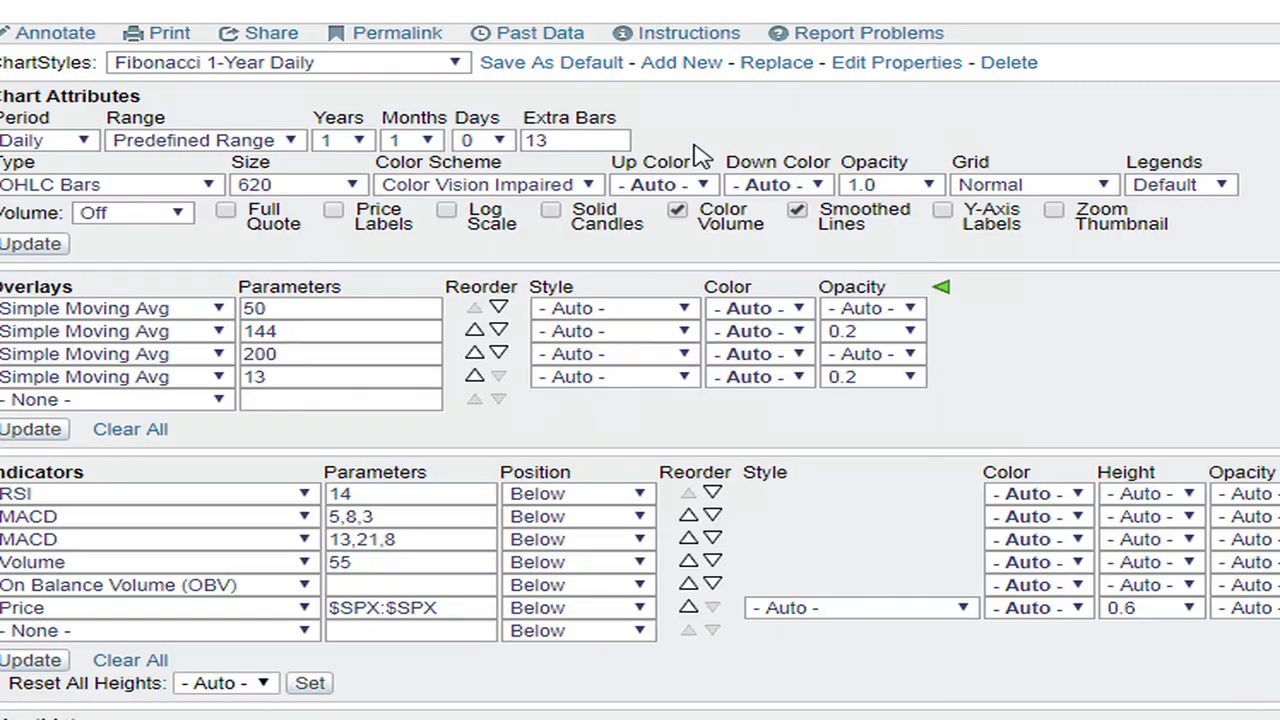 Annotate Print Share Permalink Past Data Instructions Report Problems
hartStyles: Fibonacci 1-Year Daily Save As Default - Add New - Replace - Edit Properties - Delete
hart Attributes
Period Range Years Months Days Extra Bars
Daily Predefined Range 1 1 0 13
Type Size Color Scheme Up Color Down Color Opacity Grid Legends
OHLC Bars 620 Color Vision Impaired - Auto - - Auto - 1.0 Normal Default
Volume: Off Full Quote Price Labels Log Scale Solid Candles Color Volume Smoothed Lines Y-Axis Labels Zoom Thumbnail
Update
verlays Parameters Reorder Style Color Opacity
Simple Moving Avg 50 - Auto - - Auto - - Auto -
Simple Moving Avg 144 - Auto - - Auto - 0.2
Simple Moving Avg 200 - Auto - - Auto - - Auto -
Simple Moving Avg 13 - Auto - - Auto - 0.2
- None -
Update Clear All
ndicators Parameters Position Reorder Style Color Height Opacity
RSI 14 Below - Auto - - Auto - - Auto -
MACD 5,8,3 Below - Auto - - Auto - - Auto -
MACD 13,21,8 Below - Auto - - Auto - - Auto -
Volume 55 Below - Auto - - Auto - - Auto -
On Balance Volume (OBV) Below - Auto - - Auto - - Auto -
Price $SPX:$SPX Below - Auto - - Auto - 0.6 - Auto -
- None - Below
Update Clear All
Reset All Heights: - Auto - Set